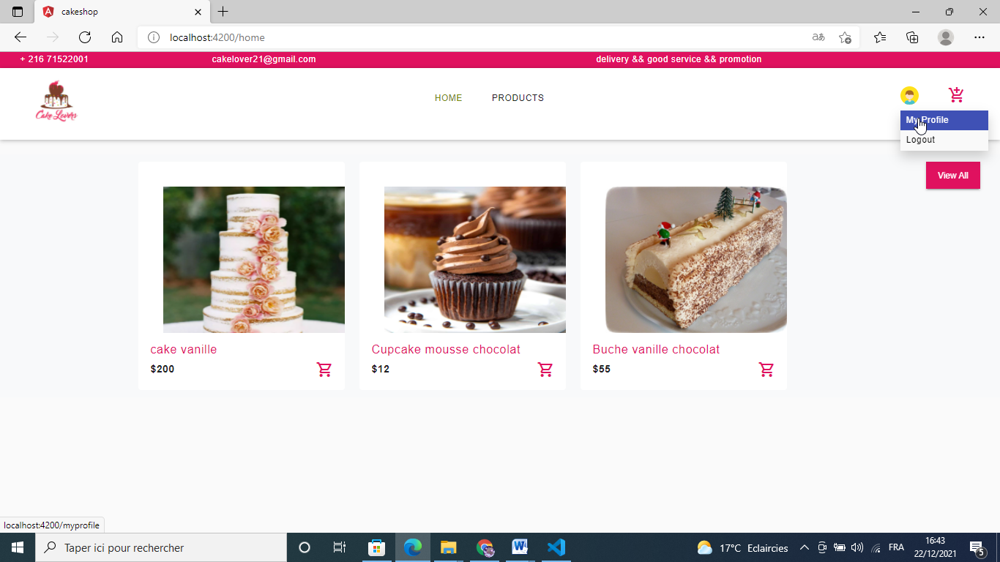 cakeshop
localhost:4200/home
aあ
+ 216 71522001
cakelover21@gmail.com
delivery && good service && promotion
Cake Lovers
HOME
PRODUCTS
My Profile
Logout
View All
cake vanille
$200
Cupcake mousse chocolat
$12
Buche vanille chocolat
$55
localhost:4200/myprofile
Taper ici pour rechercher
17°C Eclaircies
FRA
16:43
22/12/2021
5